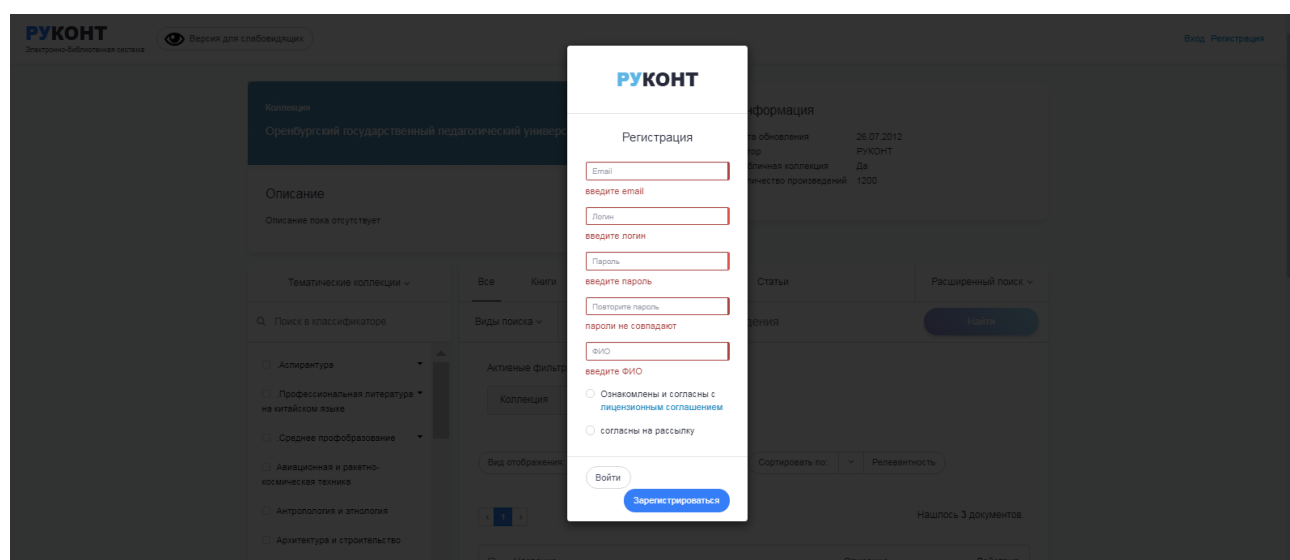 РУКОНТ
Электронно-библиотечная система
Версия для слабовидящих
Вход Регистрация
Коллекция
Оренбургский государственный педагогический универс
Описание
Описание пока отсутствует
нформация
та обновления 26.07.2012
тор РУКОНТ
бличная коллекция Да
личество произведений 1200
РУКОНТ
Регистрация
Email
введите email
Логин
введите логин
Пароль
введите пароль
Повторите пароль
пароли не совпадают
ФИО
введите ФИО
Ознакомлены и согласны с
лицензионным соглашением
согласны на рассылку
Войти
Зарегистрироваться
Тематические коллекции
Все Книги Статьи Расширенный поиск
Поиск в классификаторе
Виды поиска дения Найти
.Аспирантура
.Профессиональная литература
на китайском языке
.Среднее профобразование
Авиационная и ракетно-
космическая техника
Антропология и этнология
Архитектура и строительство
Активные фильтр
Коллекция
Вид отображения: Сортировать по: Релевантность
1
Нашлось 3 документов.